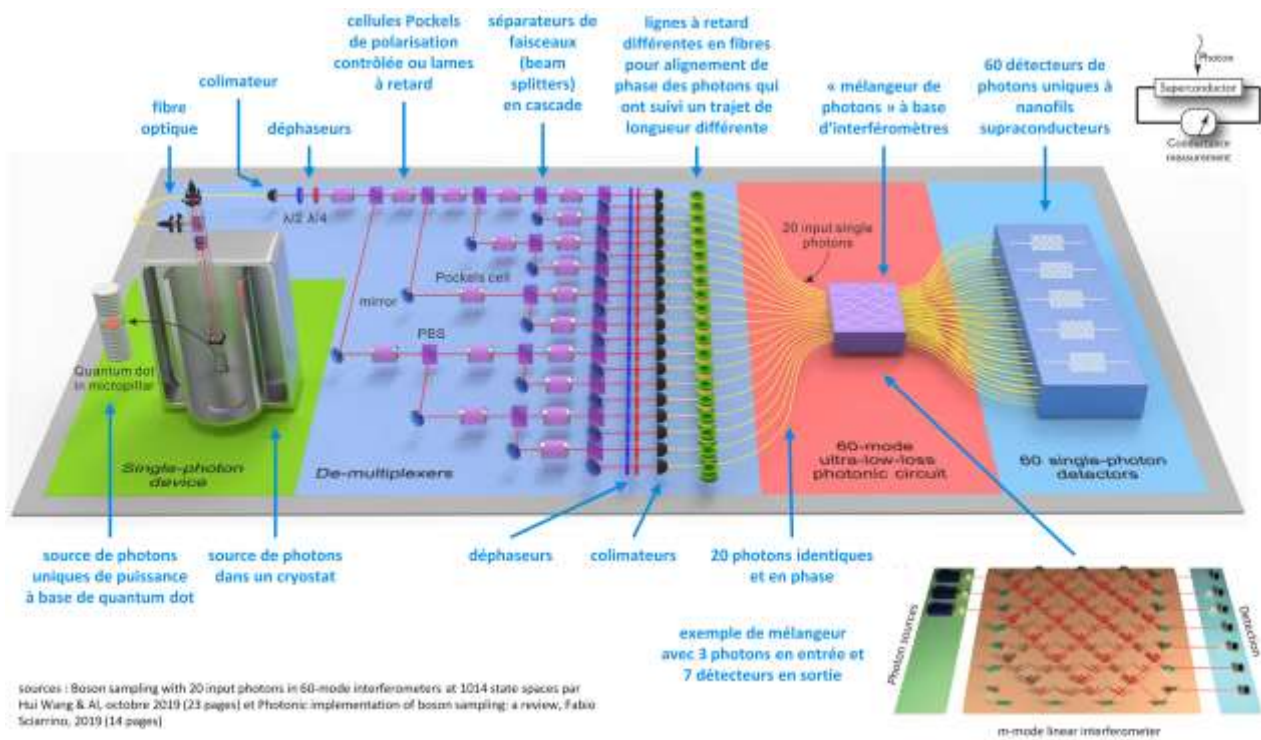 cellules Pockels
de polarisation
contrôlée ou lames
à retard
séparateurs de
faisceaux
(beam
splitters)
en cascade
lignes à retard
différentes en fibres
pour alignement de
phase des photons qui
ont suivi un trajet de
longueur différente
« mélangeur de
photons » à base
d'interféromètres
60 détecteurs de
photons uniques à
nanofils
supraconducteurs
Photon
Superconductor
Conductance
measurement
colimateur
fibre
optique
déphaseurs
λ/2 λ/4
20 input single
photons
Pockels cell
mirror
PBS
Quantum dot
in micropillar
Single-photon
device
De-multiplexers
60-mode
ultra-low-loss
photonic circuit
60 single-photon
detectors
source de photons
uniques de puissance
à base de quantum dot
source de photons
dans un cryostat
déphaseurs
colimateurs
20 photons identiques
et en phase
exemple de mélangeur
avec 3 photons en entrée et
7 détecteurs en sortie
Photon sources
Detection
m-mode linear interferometer
sources : Boson sampling with 20 input photons in 60-mode interferometers at 1014 state spaces par
Hui Wang & Al, octobre 2019 (23 pages) et Photonic implementation of boson sampling: a review, Fabio
Sciarrino, 2019 (14 pages)